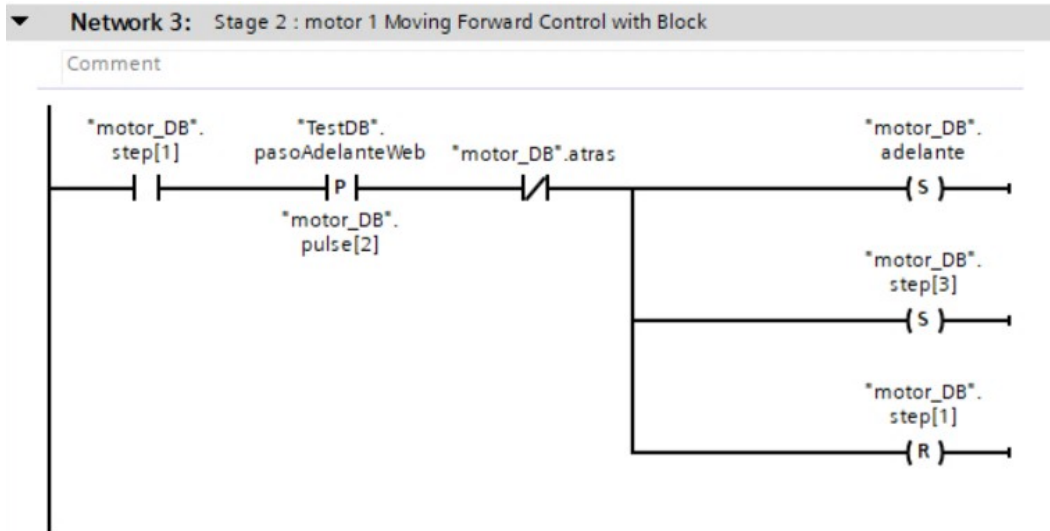 Network 3: Stage 2 : motor 1 Moving Forward Control with Block
Comment
"motor_DB".
step[1]
"TestDB".
pasoAdelanteWeb
"motor_DB".atras
"motor_DB".
adelante
P
S
"motor_DB".
pulse[2]
"motor_DB".
step[3]
S
"motor_DB".
step[1]
R